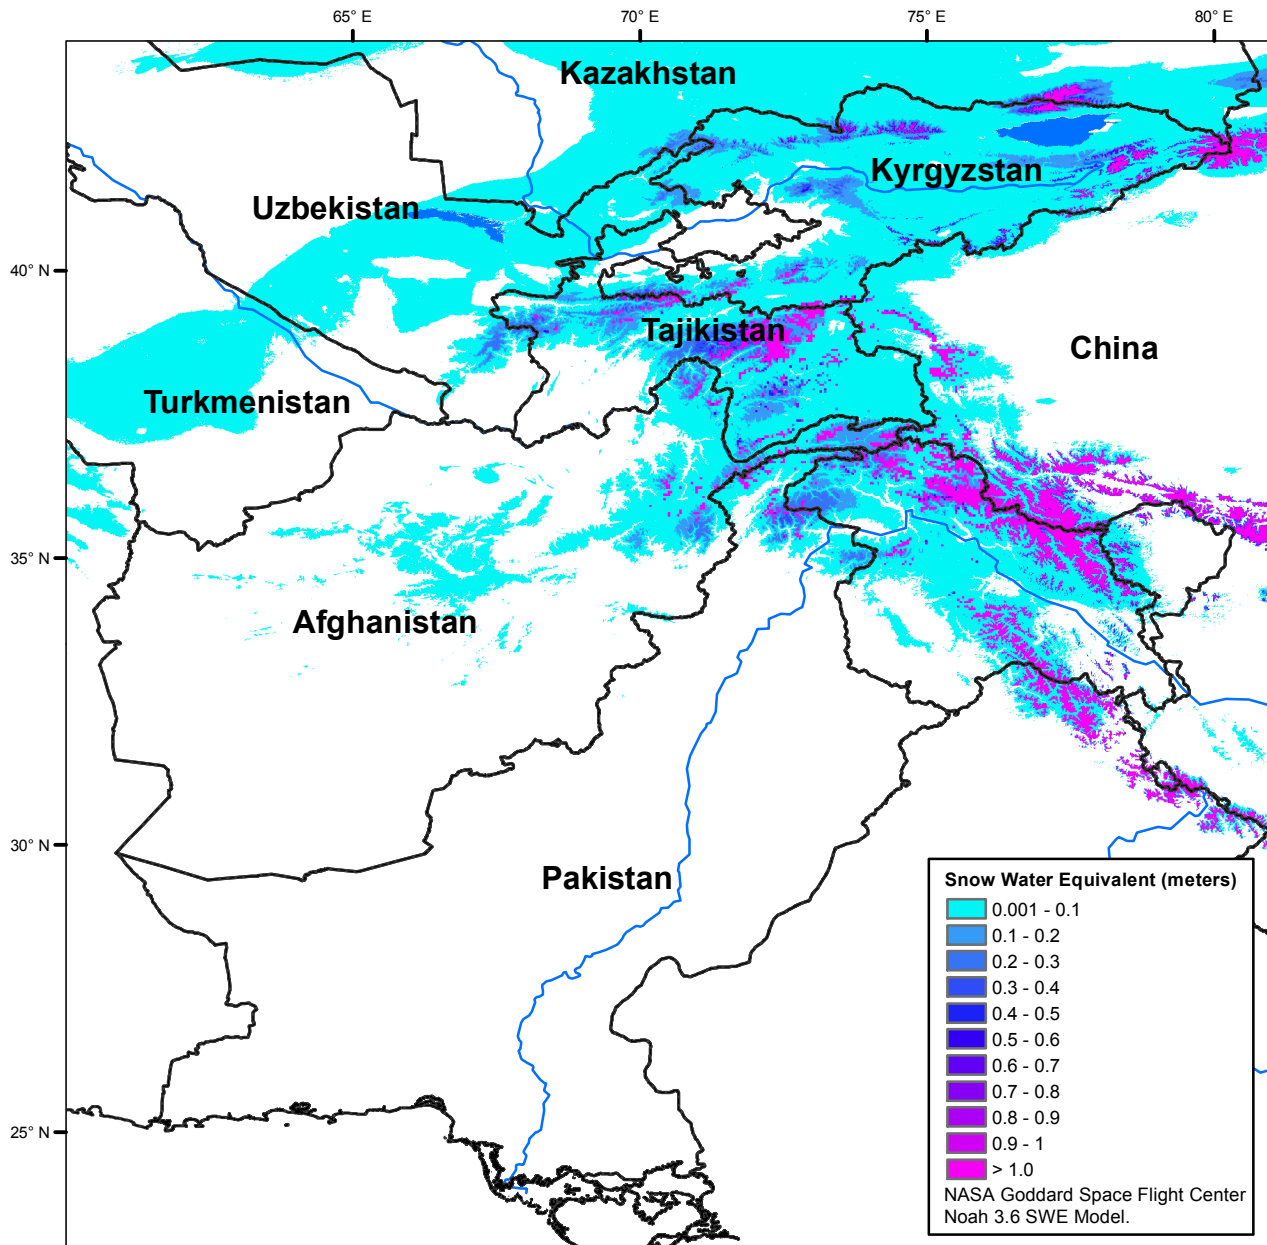 65° E
70° E
75° E
80° E
Kazakhstan
Kyrgyzstan
Uzbekistan
40° N
Tajikistan
China
Turkmenistan
35° N
Afghanistan
30° N
Pakistan
25° N
Snow Water Equivalent (meters)
0.001 - 0.1
0.1 - 0.2
0.2 - 0.3
0.3 - 0.4
0.4 - 0.5
0.5 - 0.6
0.6 - 0.7
0.7 - 0.8
0.8 - 0.9
0.9 - 1
> 1.0
NASA Goddard Space Flight Center
Noah 3.6 SWE Model.